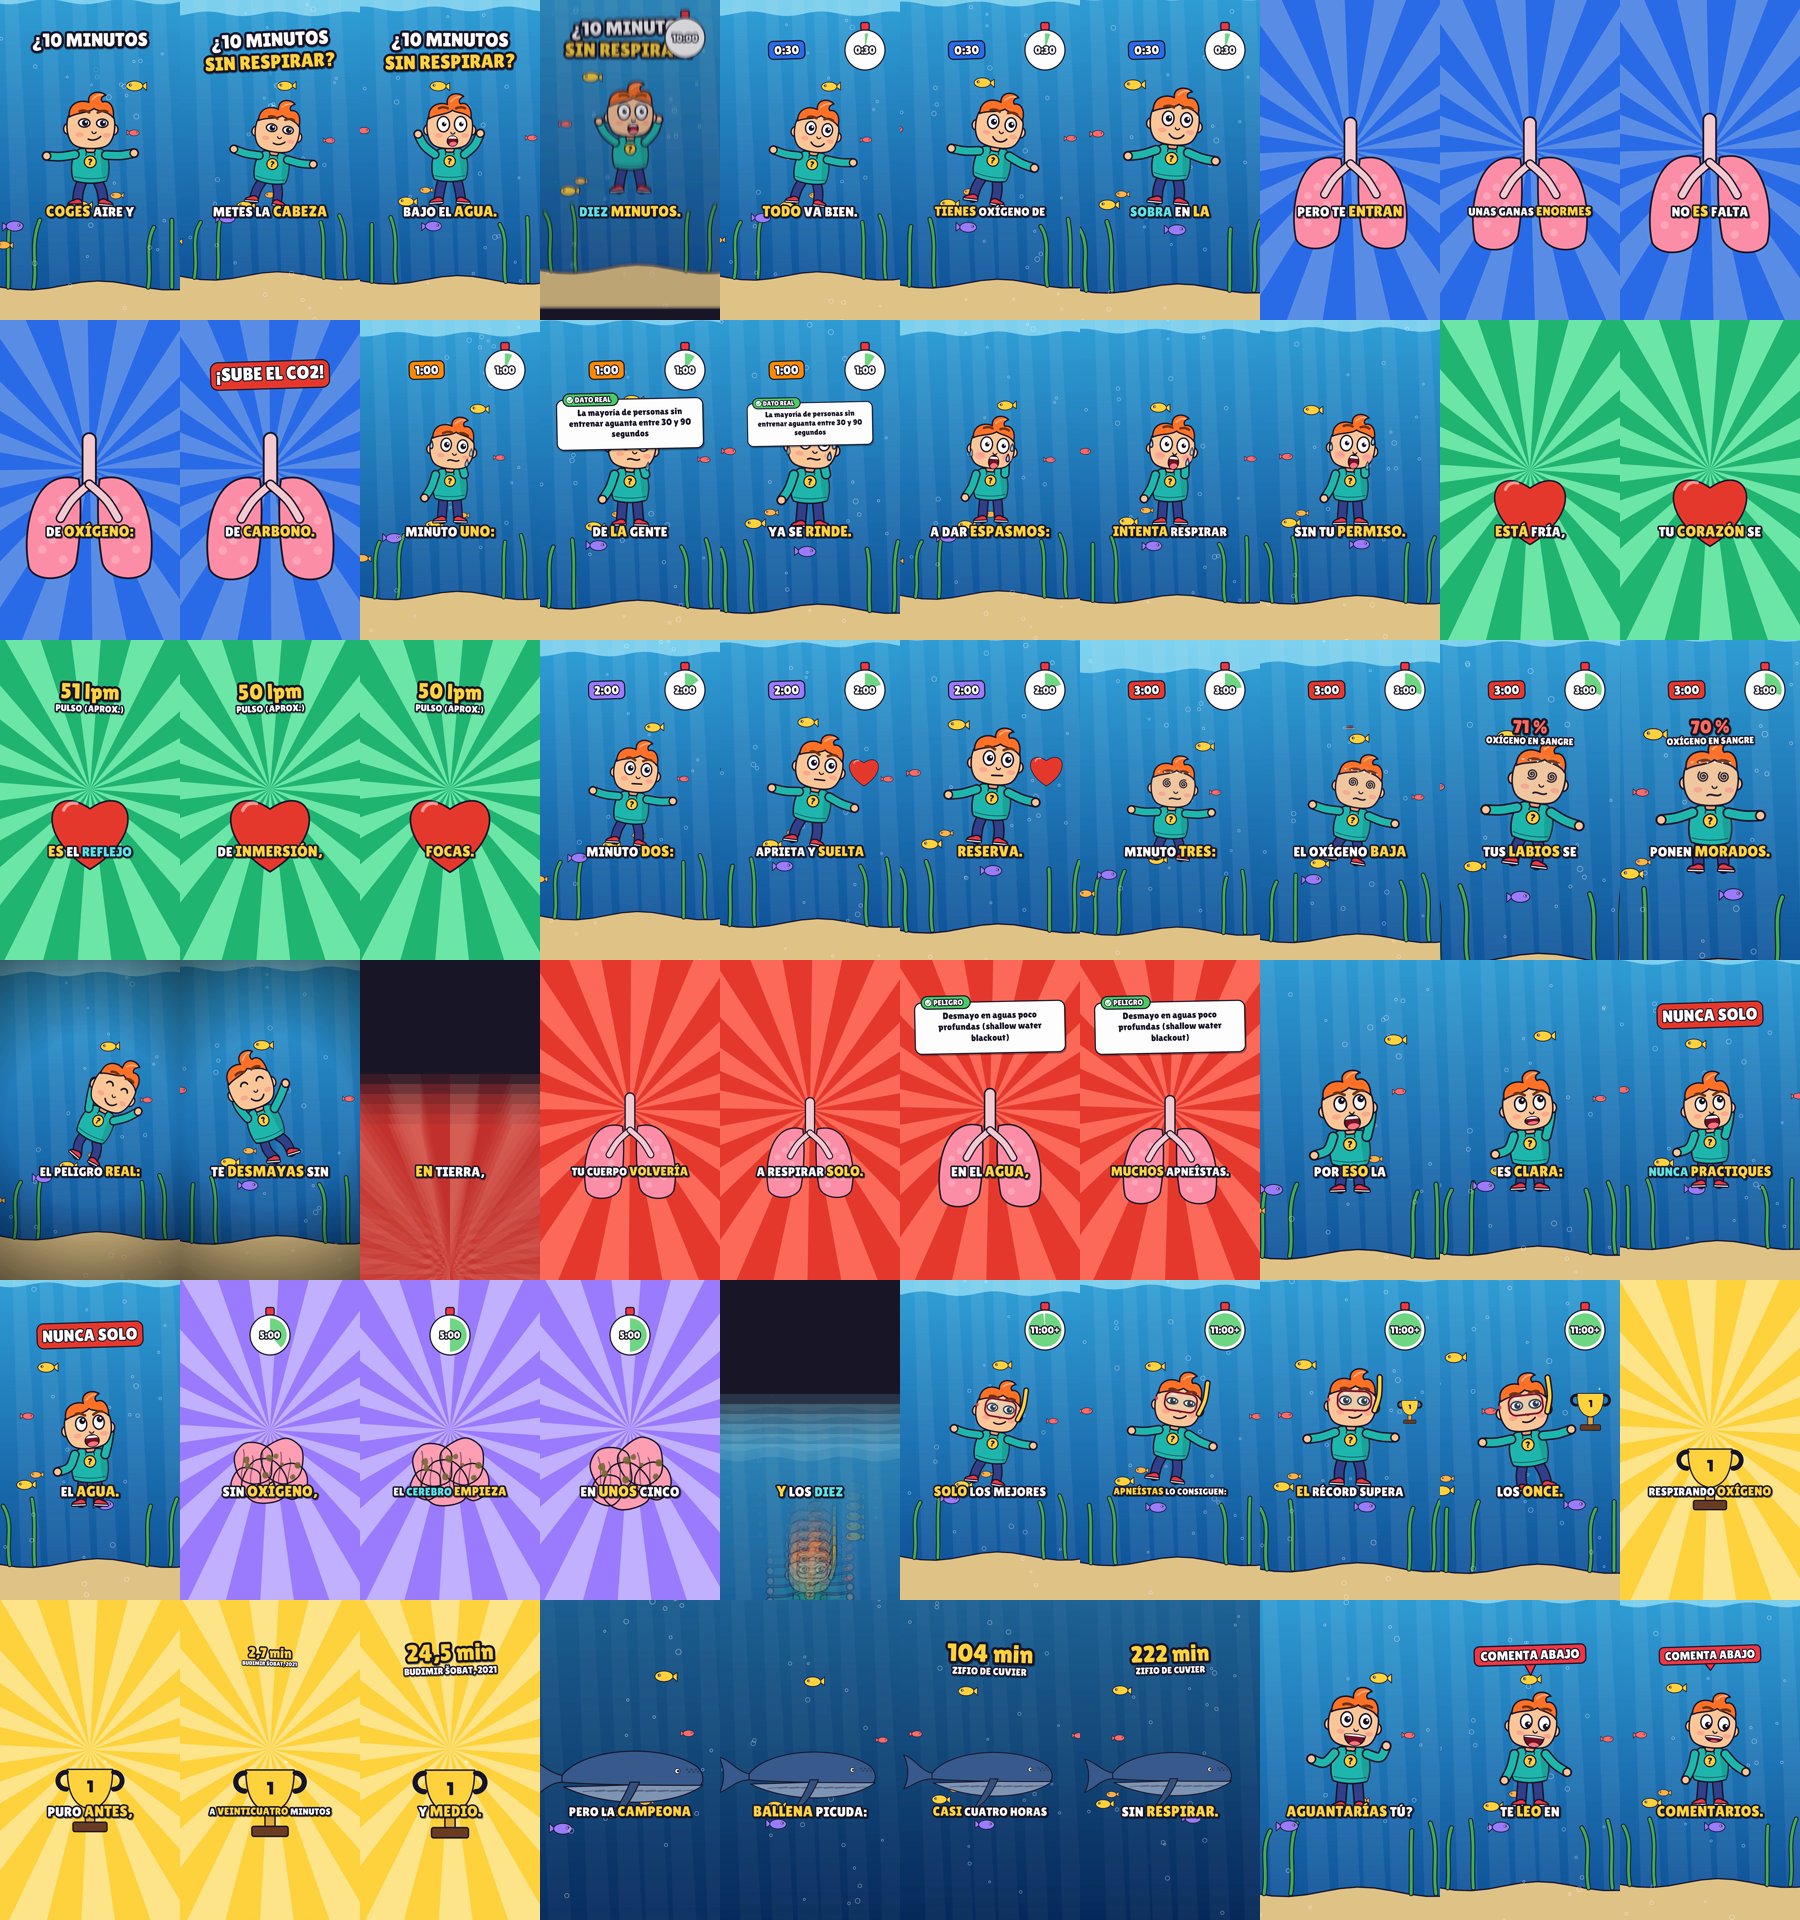 ¿10 MINUTOS
COGES AIRE Y
¿10 MINUTOS
SIN RESPIRAR?
?
METES LA CABEZA
¿10 MINUTOS
SIN RESPIRAR?
?
BAJO EL AGUA.
¿10 MINUTOS
10:00
SIN RESPIRAR?
?
DIEZ MINUTOS.
0:30
0:30
?
TODO VA BIEN.
0:30
0:30
?
TIENES OXÍGENO DE
0:30
0:30
?
SOBRA EN LA
PERO TE ENTRAN
UNAS GANAS ENORMES
NO ES FALTA
DE OXÍGENO:
¡SUBE EL CO2!
DE CARBONO.
1:00
1:00
?
MINUTO UNO:
1:00
1:00
DATO REAL
La mayoría de personas sin
entrenar aguanta entre 30 y 90
segundos
?
DE LA GENTE
1:00
1:00
DATO REAL
La mayoría de personas sin
entrenar aguanta entre 30 y 90
segundos
?
YA SE RINDE.
?
A DAR ESPASMOS:
?
INTENTA RESPIRAR
?
SIN TU PERMISO.
ESTÁ FRÍA,
TU CORAZÓN SE
51 lpm
PULSO (APROX.)
ES EL REFLEJO
50 lpm
PULSO (APROX.)
DE INMERSIÓN,
50 lpm
PULSO (APROX.)
FOCAS.
2:00
2:00
?
MINUTO DOS:
2:00
2:00
?
APRIETA Y SUELTA
2:00
2:00
?
RESERVA.
3:00
3:00
?
MINUTO TRES:
3:00
3:00
?
EL OXÍGENO BAJA
3:00
3:00
71 %
OXÍGENO EN SANGRE
?
TUS LABIOS SE
3:00
3:00
70 %
OXÍGENO EN SANGRE
?
PONEN MORADOS.
?
EL PELIGRO REAL:
?
TE DESMAYAS SIN
EN TIERRA,
TU CUERPO VOLVERÍA
A RESPIRAR SOLO.
PELIGRO
Desmayo en aguas poco
profundas (shallow water
blackout)
EN EL AGUA,
PELIGRO
Desmayo en aguas poco
profundas (shallow water
blackout)
MUCHOS APNEÍSTAS.
?
POR ESO LA
?
ES CLARA:
NUNCA SOLO
?
NUNCA PRACTIQUES
NUNCA SOLO
?
EL AGUA.
5:00
SIN OXÍGENO,
5:00
EL CEREBRO EMPIEZA
5:00
EN UNOS CINCO
Y LOS DIEZ
11:00+
?
SOLO LOS MEJORES
11:00+
?
APNEÍSTAS LO CONSIGUEN:
11:00+
1
?
EL RÉCORD SUPERA
11:00+
1
?
LOS ONCE.
1
RESPIRANDO OXÍGENO
1
PURO ANTES,
2,7 min
BUDIMIR ŠOBAT, 2021
1
A VEINTICUATRO MINUTOS
24,5 min
BUDIMIR ŠOBAT, 2021
1
Y MEDIO.
PERO LA CAMPEONA
BALLENA PICUDA:
104 min
ZIFIO DE CUVIER
CASI CUATRO HORAS
222 min
ZIFIO DE CUVIER
SIN RESPIRAR.
?
AGUANTARÍAS TÚ?
COMENTA ABAJO
?
TE LEO EN
COMENTA ABAJO
?
COMENTARIOS.